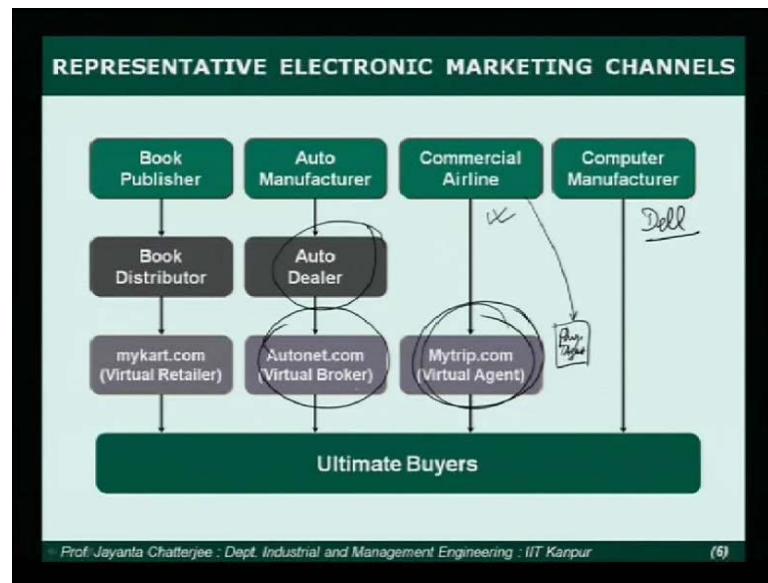 REPRESENTATIVE ELECTRONIC MARKETING CHANNELS
Book
Publisher
Auto
Manufacturer
Commercial
Airline
Computer
Manufacturer
Dell
Book
Distributor
Auto
Dealer
mykart.com
(Virtual Retailer)
Autonet.com
(Virtual Broker)
Mytrip.com
(Virtual Agent)
Ultimate Buyers
Prof. Jayanta Chatterjee : Dept. Industrial and Management Engineering : IIT Kanpur
(6)